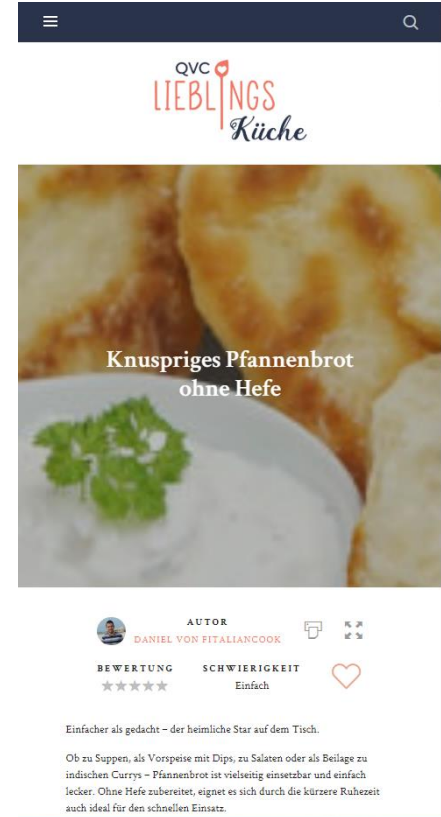 QVC
LIEBLINGS
Küche
Knuspriges Pfannenbrot
ohne Hefe
AUTOR
DANIEL VON FITALIANCOOK
BEWERTUNG SCHWIERIGKEIT
Einfach
Einfacher als gedacht – der heimliche Star auf dem Tisch.
Ob zu Suppen, als Vorspeise mit Dips, zu Salaten oder als Beilage zu
indischen Currys – Pfannenbrot ist vielseitig einsetzbar und einfach
lecker. Ohne Hefe zubereitet, eignet es sich durch die kürzere Ruhezeit
auch ideal für den schnellen Einsatz.